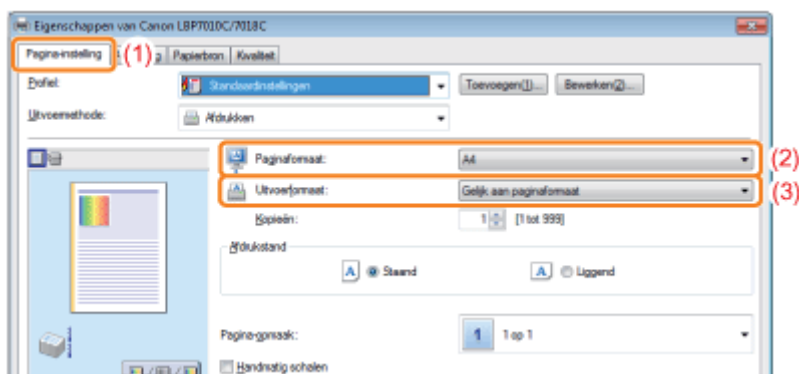 Eigenschappen van Canon LBP7010C/7018C
Pagina-instelling (1) g Papierbron Kwaliteit
Profiel: Standaardinstellingen Toevoegen(1)... Bewerken(2)...
Uitvoermethode: Afdrukken
Paginaformaat: A4 (2)
Uitvoerformaat: Gelijk aan paginaformaat (3)
Kopieën: 1 [1 tot 999]
Afdrukstand
A Staand A Liggend
Pagina-opmaak: 1 1 op 1
Handmatig schalen